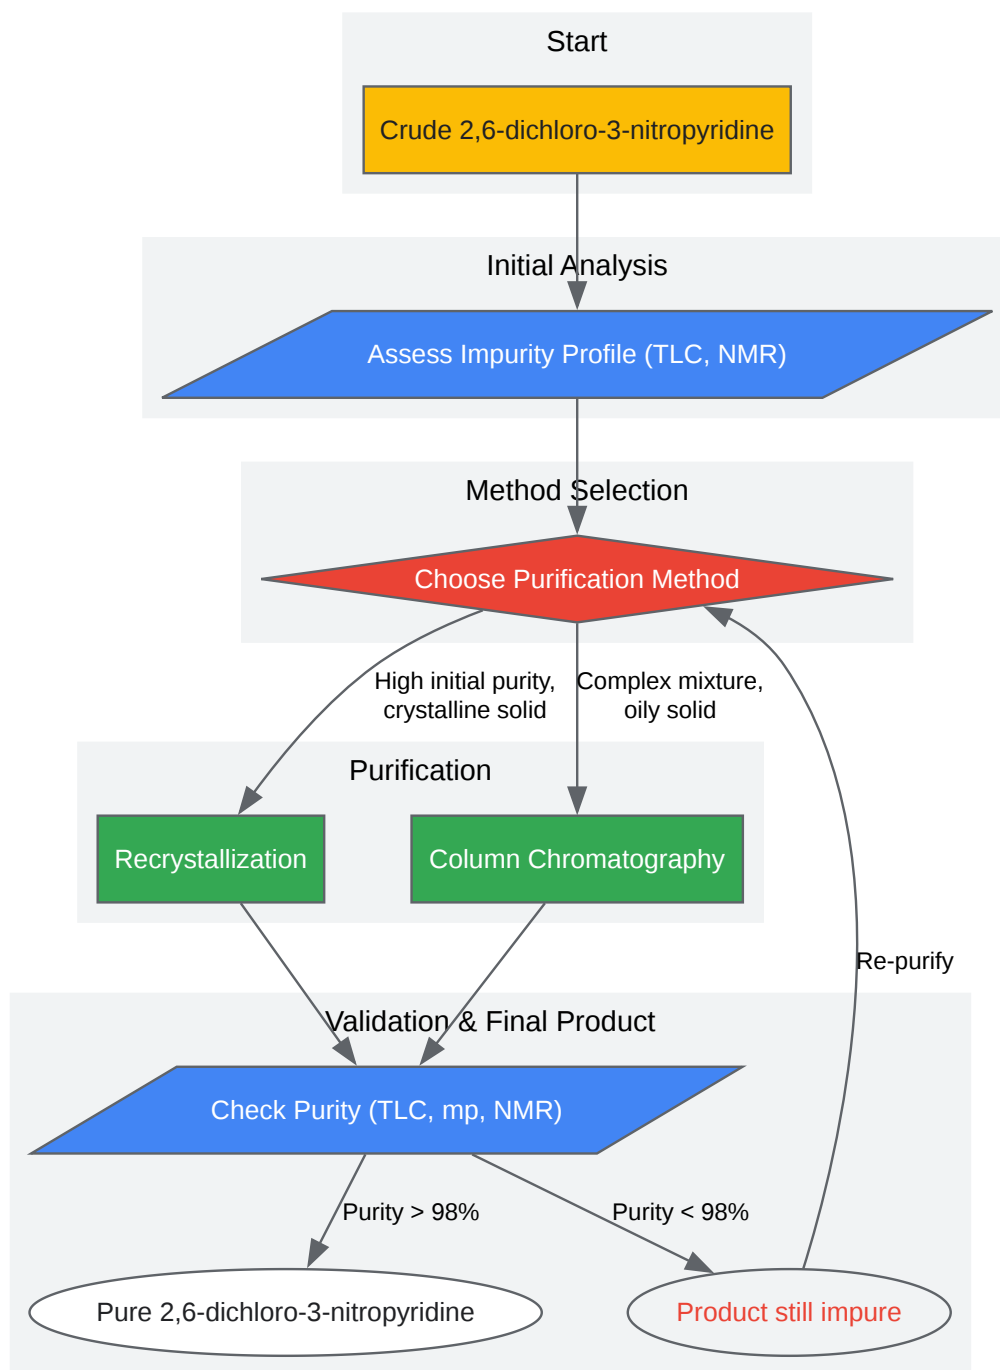 Start
Crude 2,6-dichloro-3-nitropyridine
Initial Analysis
Assess Impurity Profile (TLC, NMR)
Method Selection
Choose Purification Method
High initial purity,
crystalline solid
Complex mixture,
oily solid
Purification
Recrystallization
Column Chromatography
Re-purify
Validation & Final Product
Check Purity (TLC, mp, NMR)
Purity > 98%
Purity < 98%
Pure 2,6-dichloro-3-nitropyridine
Product still impure